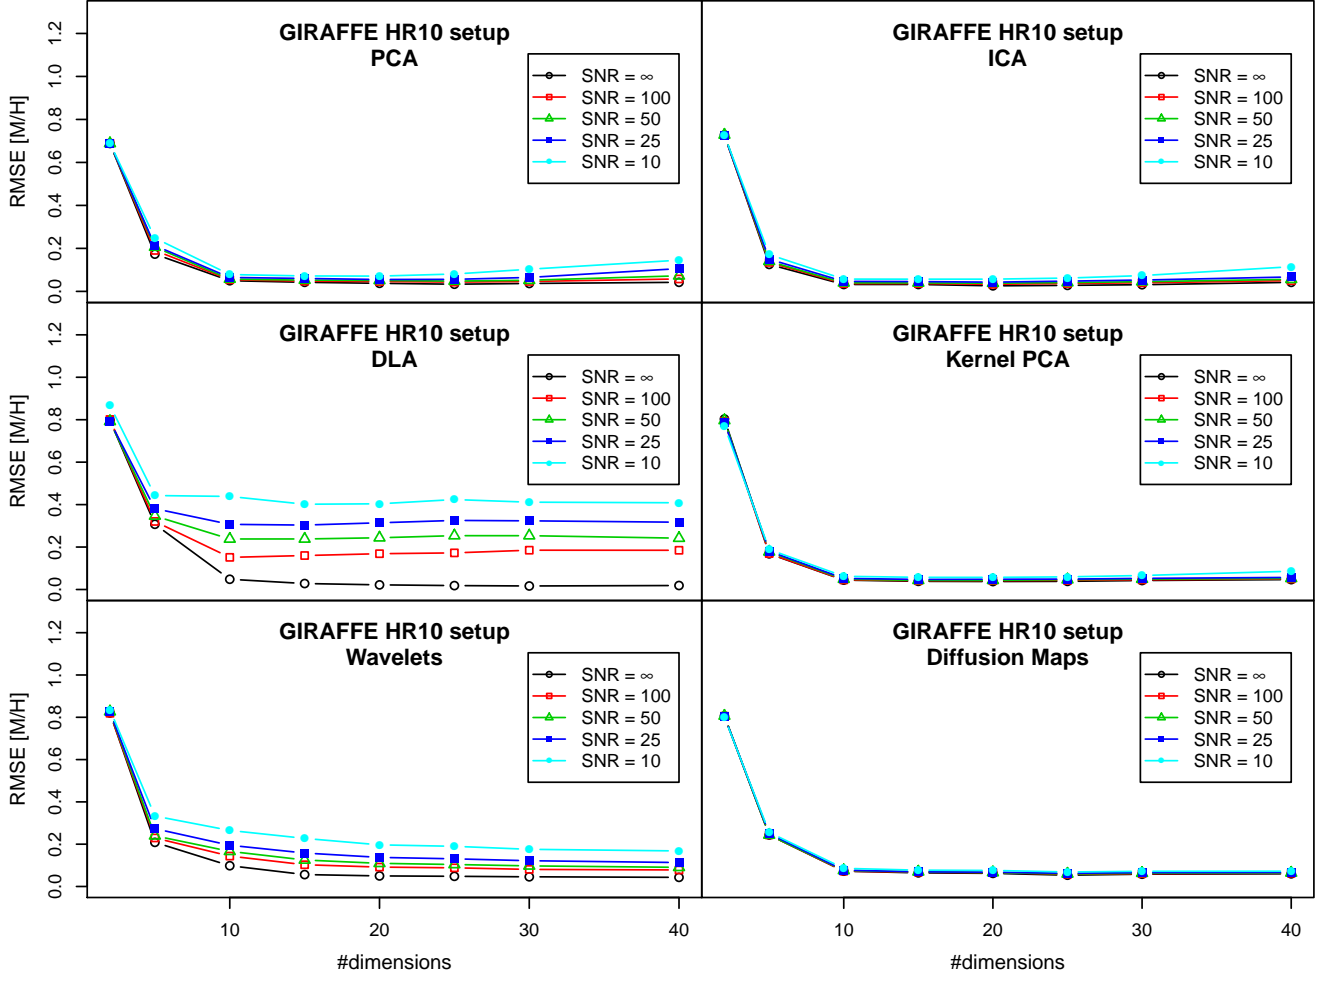 GIRAFFE HR10 setup
PCA
SNR = ∞
SNR = 100
SNR = 50
SNR = 25
SNR = 10
RMSE [M/H]
0.0
0.2
0.4
0.6
0.8
1.0
1.2
GIRAFFE HR10 setup
ICA
SNR = ∞
SNR = 100
SNR = 50
SNR = 25
SNR = 10
GIRAFFE HR10 setup
DLA
SNR = ∞
SNR = 100
SNR = 50
SNR = 25
SNR = 10
RMSE [M/H]
0.0
0.2
0.4
0.6
0.8
1.0
1.2
GIRAFFE HR10 setup
Kernel PCA
SNR = ∞
SNR = 100
SNR = 50
SNR = 25
SNR = 10
GIRAFFE HR10 setup
Wavelets
SNR = ∞
SNR = 100
SNR = 50
SNR = 25
SNR = 10
RMSE [M/H]
0.0
0.2
0.4
0.6
0.8
1.0
1.2
10 20 30 40
#dimensions
GIRAFFE HR10 setup
Diffusion Maps
SNR = ∞
SNR = 100
SNR = 50
SNR = 25
SNR = 10
10 20 30 40
#dimensions